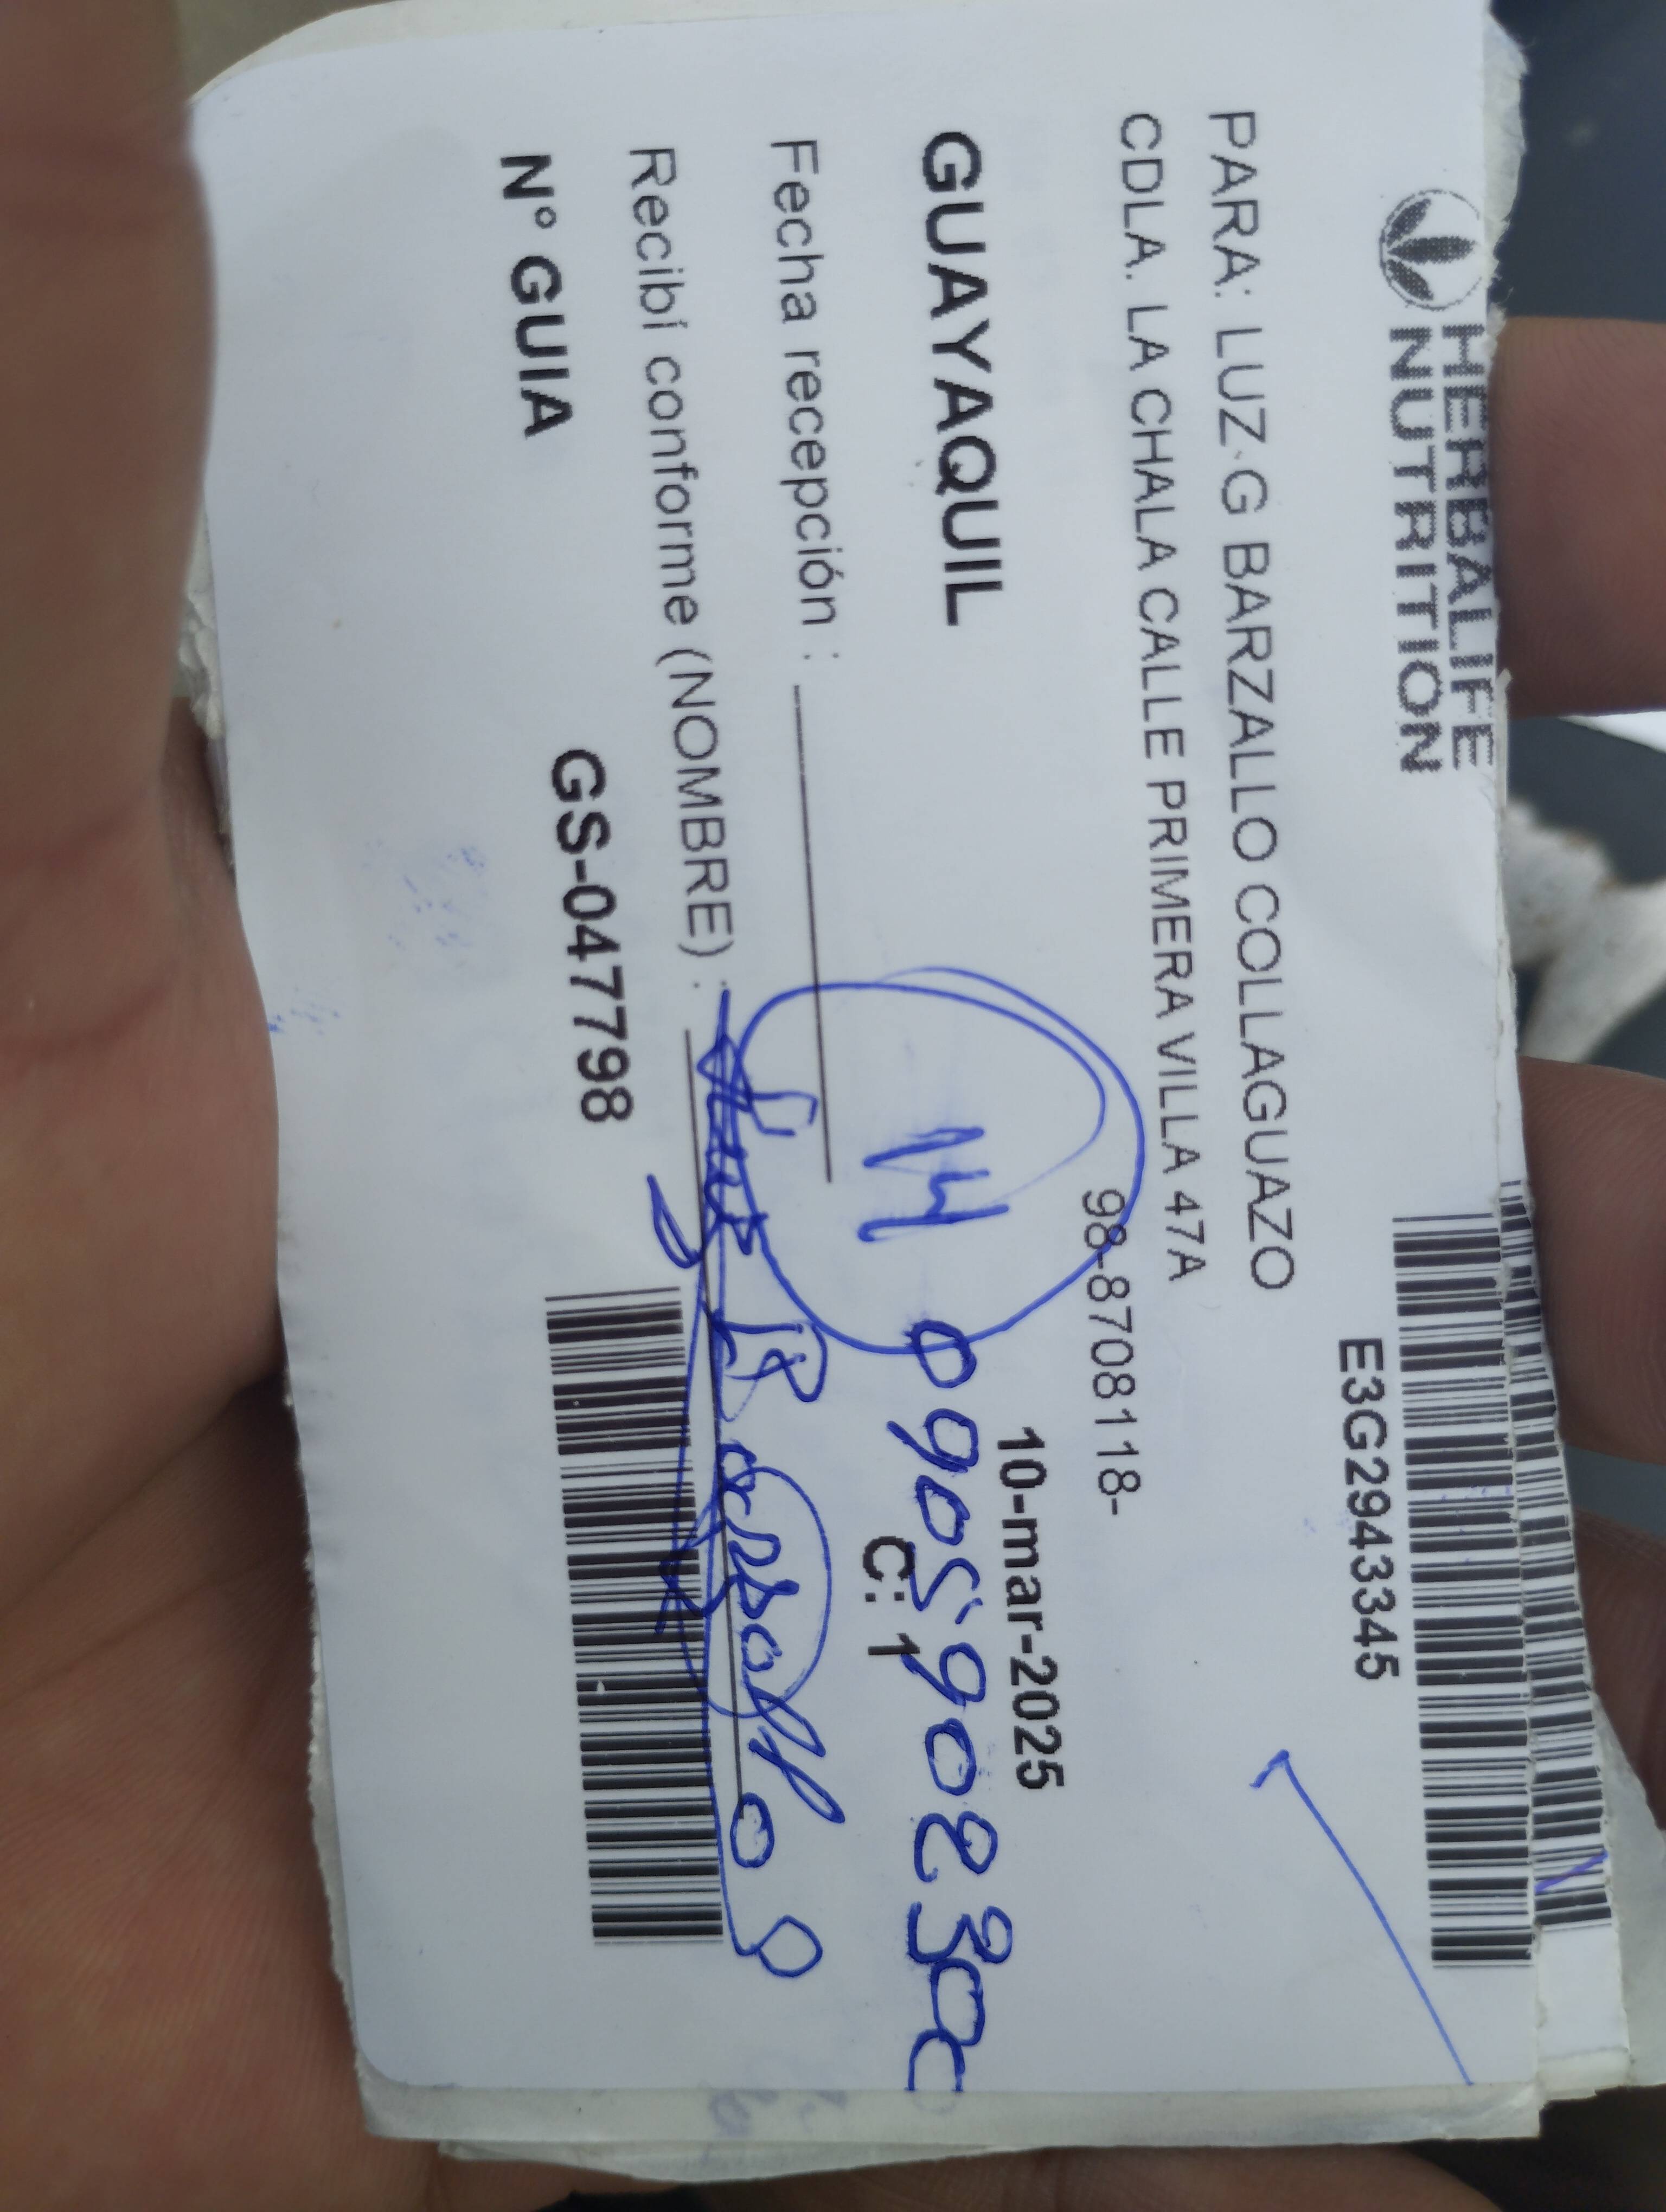 HERBALIFE
NUTRITION
E3G2943345
PARA: LUZ G BARZALLO COLLAGUAZO
CDLA. LA CHALA CALLE PRIMERA VILLA 47A
98-8708118-
GUAYAQUIL
10-mar-2025
14
C: 1
Fecha recepción :
Recibí conforme (NOMBRE) :
N° GUIA
GS-047798